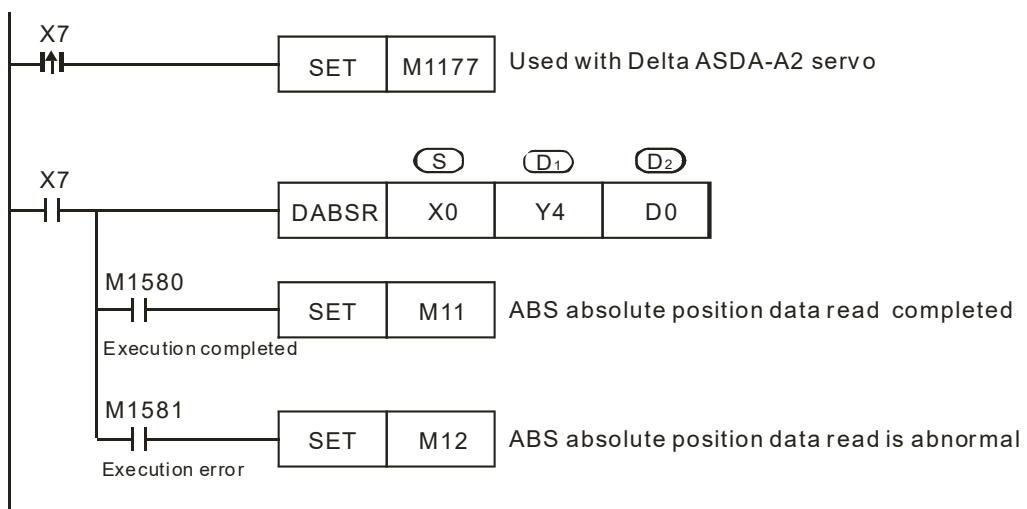 X7
SET M1177 Used with Delta ASDA-A2 servo
S D1 D2
X7
DABSR X0 Y4 D0
M1580
SET M11 ABS absolute position data read completed
Execution completed
M1581
SET M12 ABS absolute position data read is abnormal
Execution error